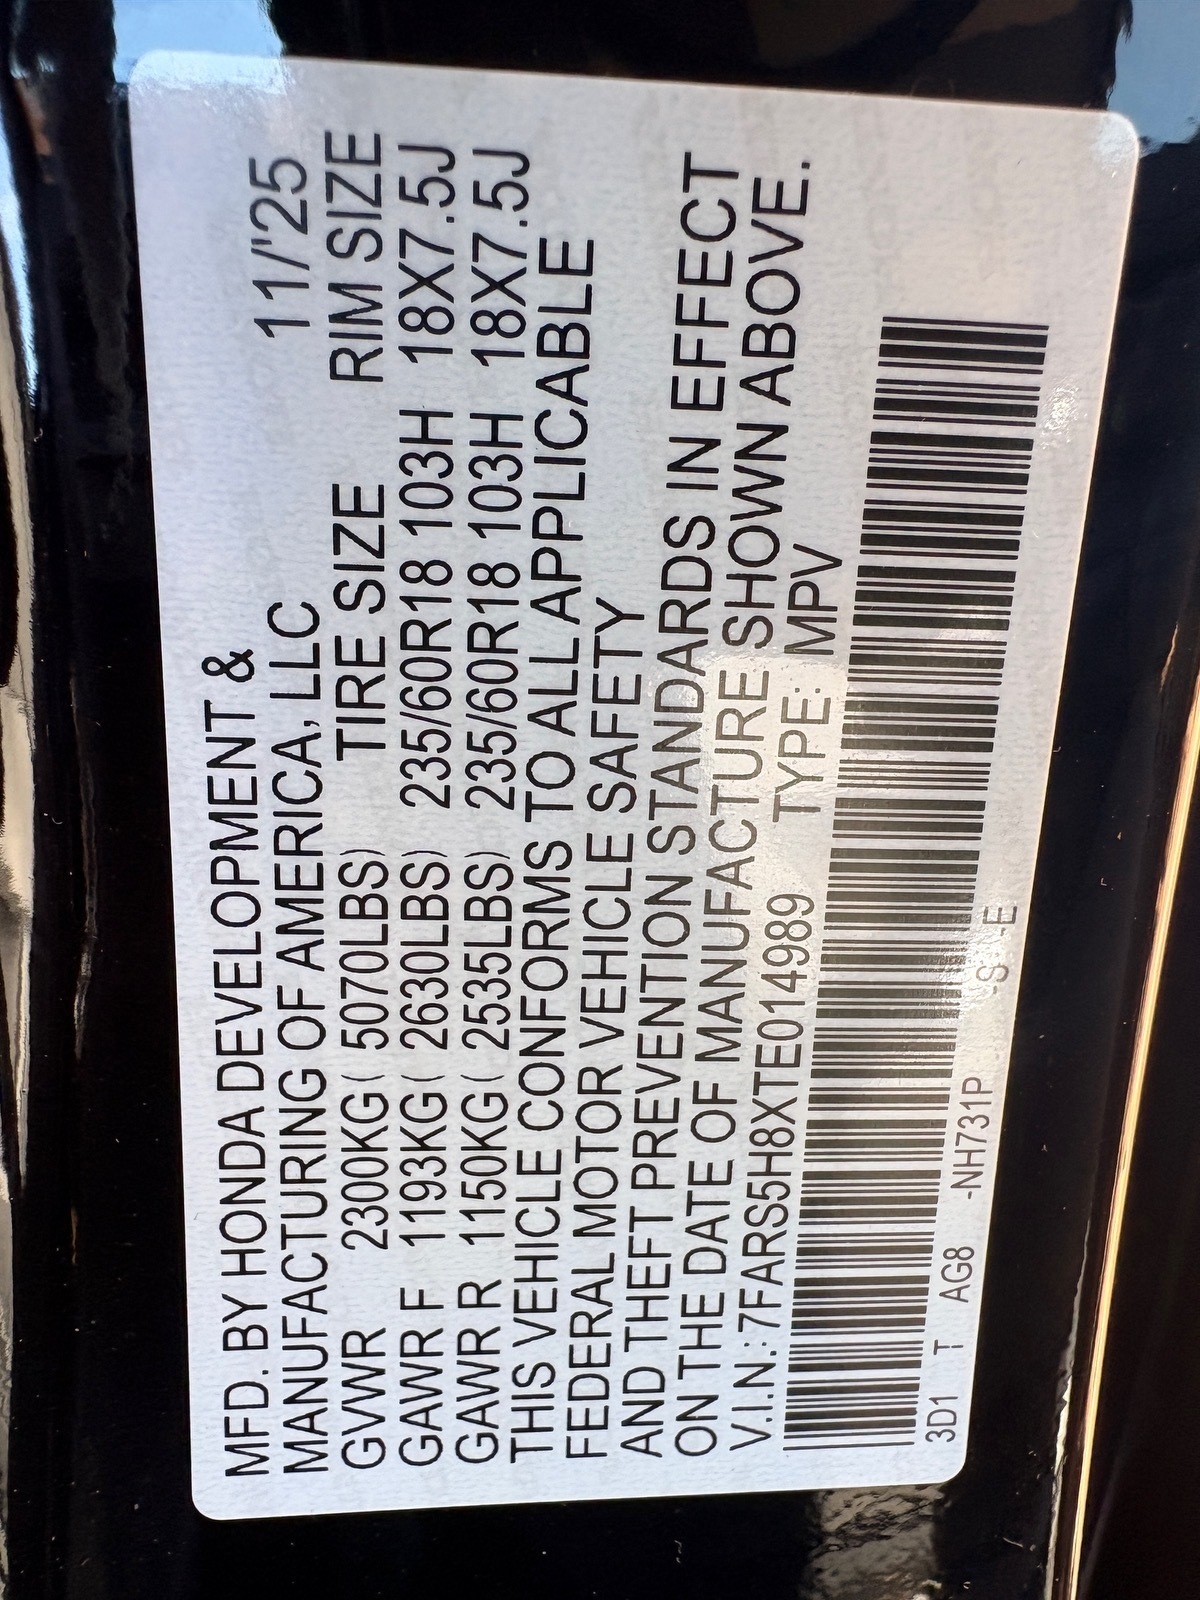 MFD. BY HONDA DEVELOPMENT &
MANUFACTURING OF AMERICA, LLC 11/'25
GVWR 2300KG ( 5070LBS) TIRE SIZE RIM SIZE
GAWR F 1193KG ( 2630LBS) 235/60R18 103H 18X7.5J
GAWR R 1150KG ( 2535LBS) 235/60R18 103H 18X7.5J
THIS VEHICLE CONFORMS TO ALL APPLICABLE
FEDERAL MOTOR VEHICLE SAFETY
AND THEFT PREVENTION STANDARDS IN EFFECT
ON THE DATE OF MANUFACTURE SHOWN ABOVE.
V.I.N.: 7FARS5H8XTE014989 TYPE: MPV
3D1 T AG8 -NH731P -S -E